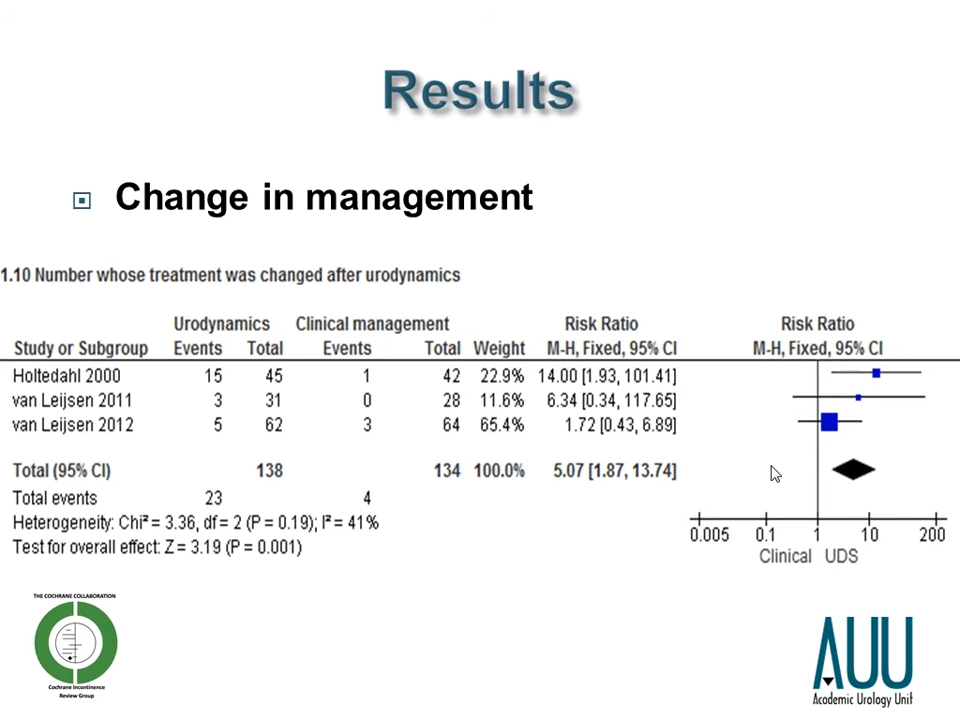 Results
Change in management
1.10 Number whose treatment was changed after urodynamics
Urodynamics Clinical management Risk Ratio Risk Ratio
Study or Subgroup Events Total Events Total Weight M-H, Fixed, 95% CI M-H, Fixed, 95% CI
Holtedahl 2000 15 45 1 42 22.9% 14.00 [1.93, 101.41]
van Leijsen 2011 3 31 0 28 11.6% 6.34 [0.34, 117.65]
van Leijsen 2012 5 62 3 64 65.4% 1.72 [0.43, 6.89]
Total (95% CI) 138 134 100.0% 5.07 [1.87, 13.74]
Total events 23 4
Heterogeneity: Chi² = 3.36, df = 2 (P = 0.19); I² = 41%
Test for overall effect: Z = 3.19 (P = 0.001)
0.005 0.1 1 10 200
Clinical UDS
THE COCHRANE COLLABORATION
Cochrane Incontinence
Review Group
AUU
Academic Urology Unit